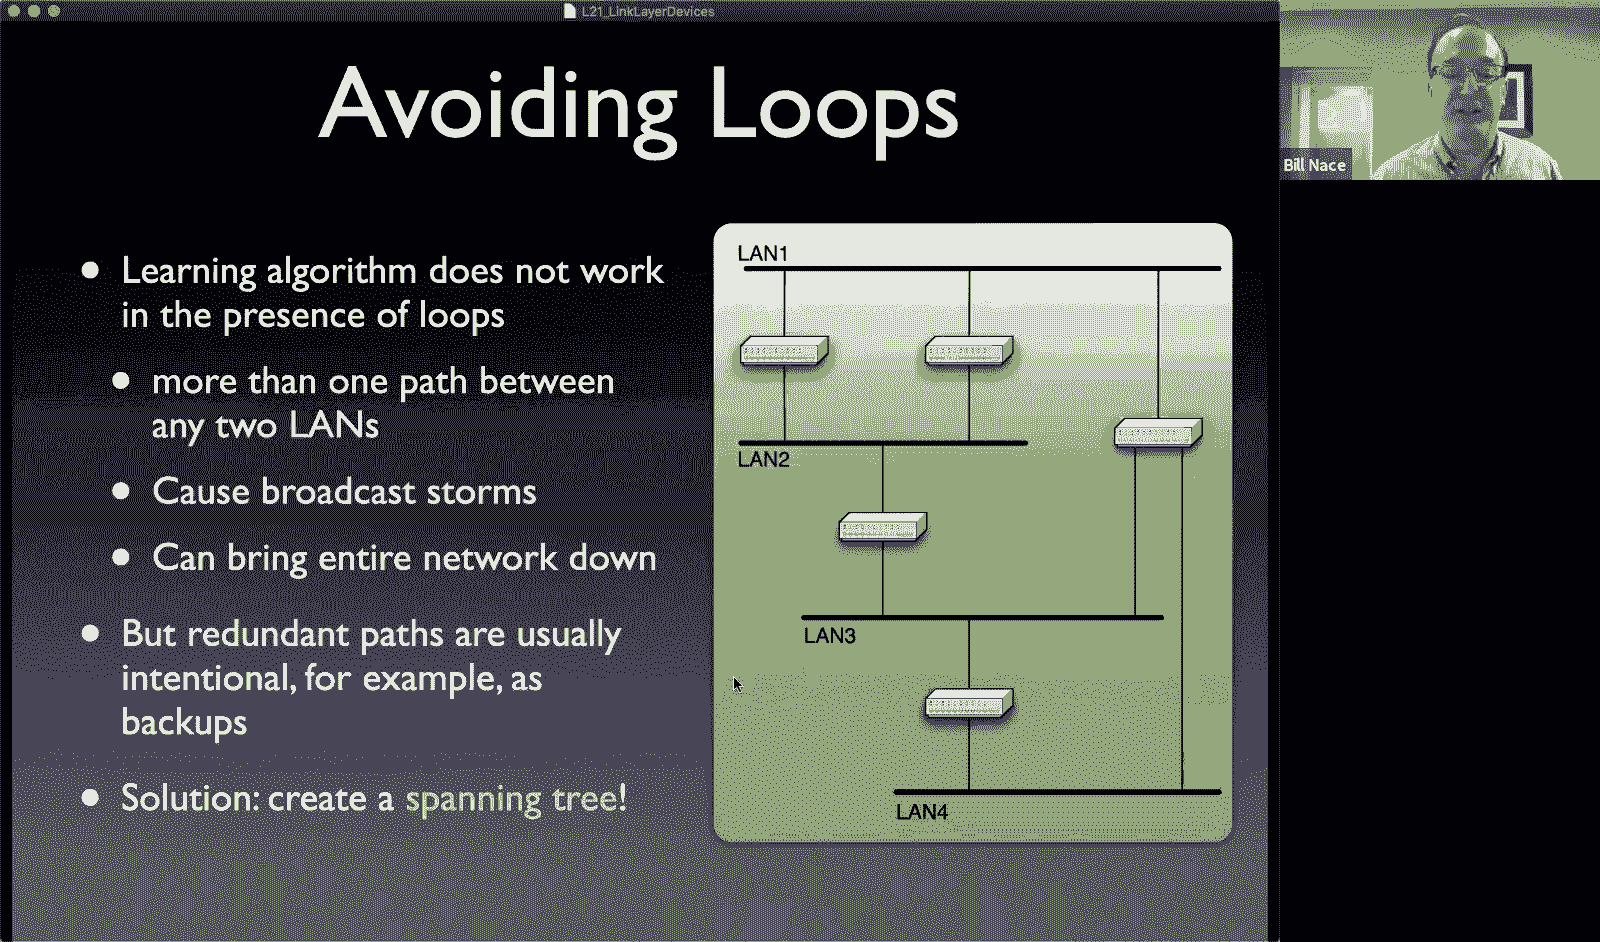 L21_LinkLayerDevices
Avoiding Loops
Bill Nace
• Learning algorithm does not work
in the presence of loops
• more than one path between
any two LANs
• Cause broadcast storms
• Can bring entire network down
• But redundant paths are usually
intentional, for example, as
backups
• Solution: create a spanning tree!
LAN1
LAN2
LAN3
LAN4